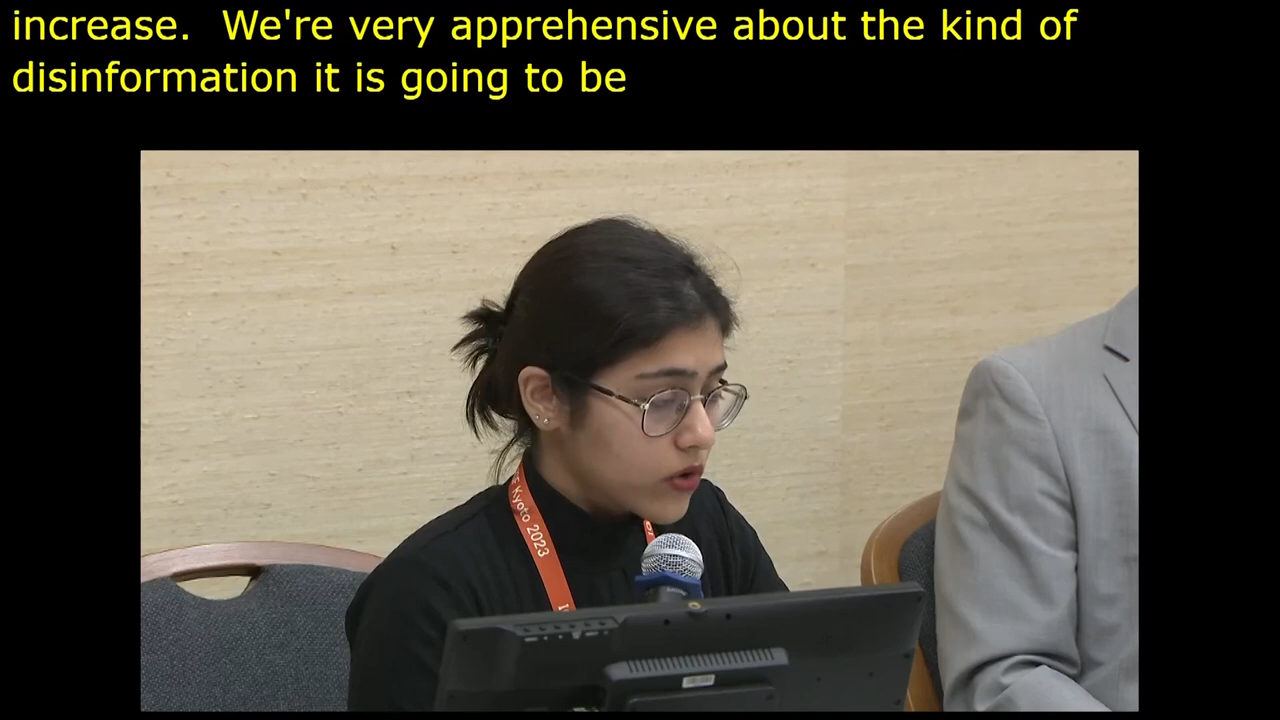 increase.  We're very apprehensive about the kind of
disinformation it is going to be
Kyoto 2023